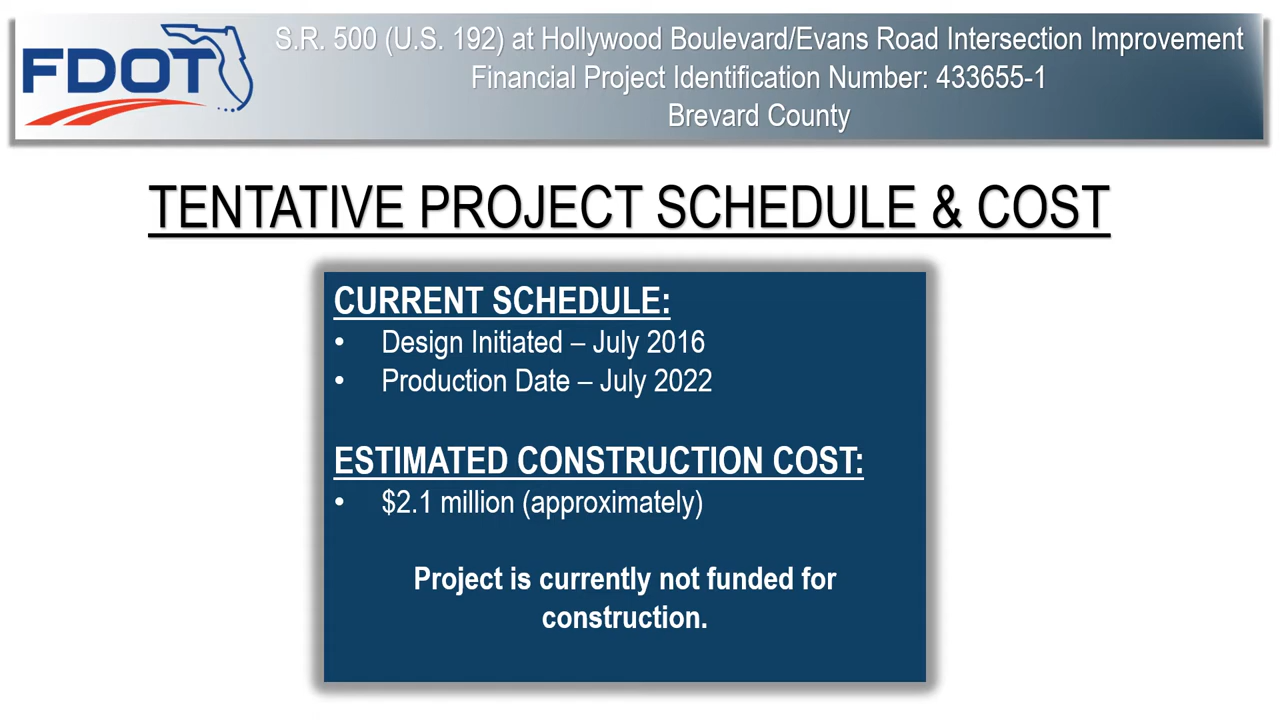 FDOT
S.R. 500 (U.S. 192) at Hollywood Boulevard/Evans Road Intersection Improvement
Financial Project Identification Number: 433655-1
Brevard County
TENTATIVE PROJECT SCHEDULE & COST
CURRENT SCHEDULE:
• Design Initiated – July 2016
• Production Date – July 2022
ESTIMATED CONSTRUCTION COST:
• $2.1 million (approximately)
Project is currently not funded for
construction.